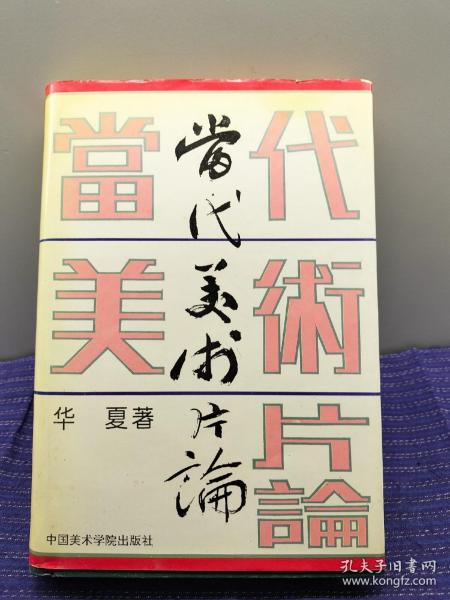 當代
美術
片論
當代美術片論
华 夏著
中国美术学院出版社
孔夫子旧书网
www.kongfz.com